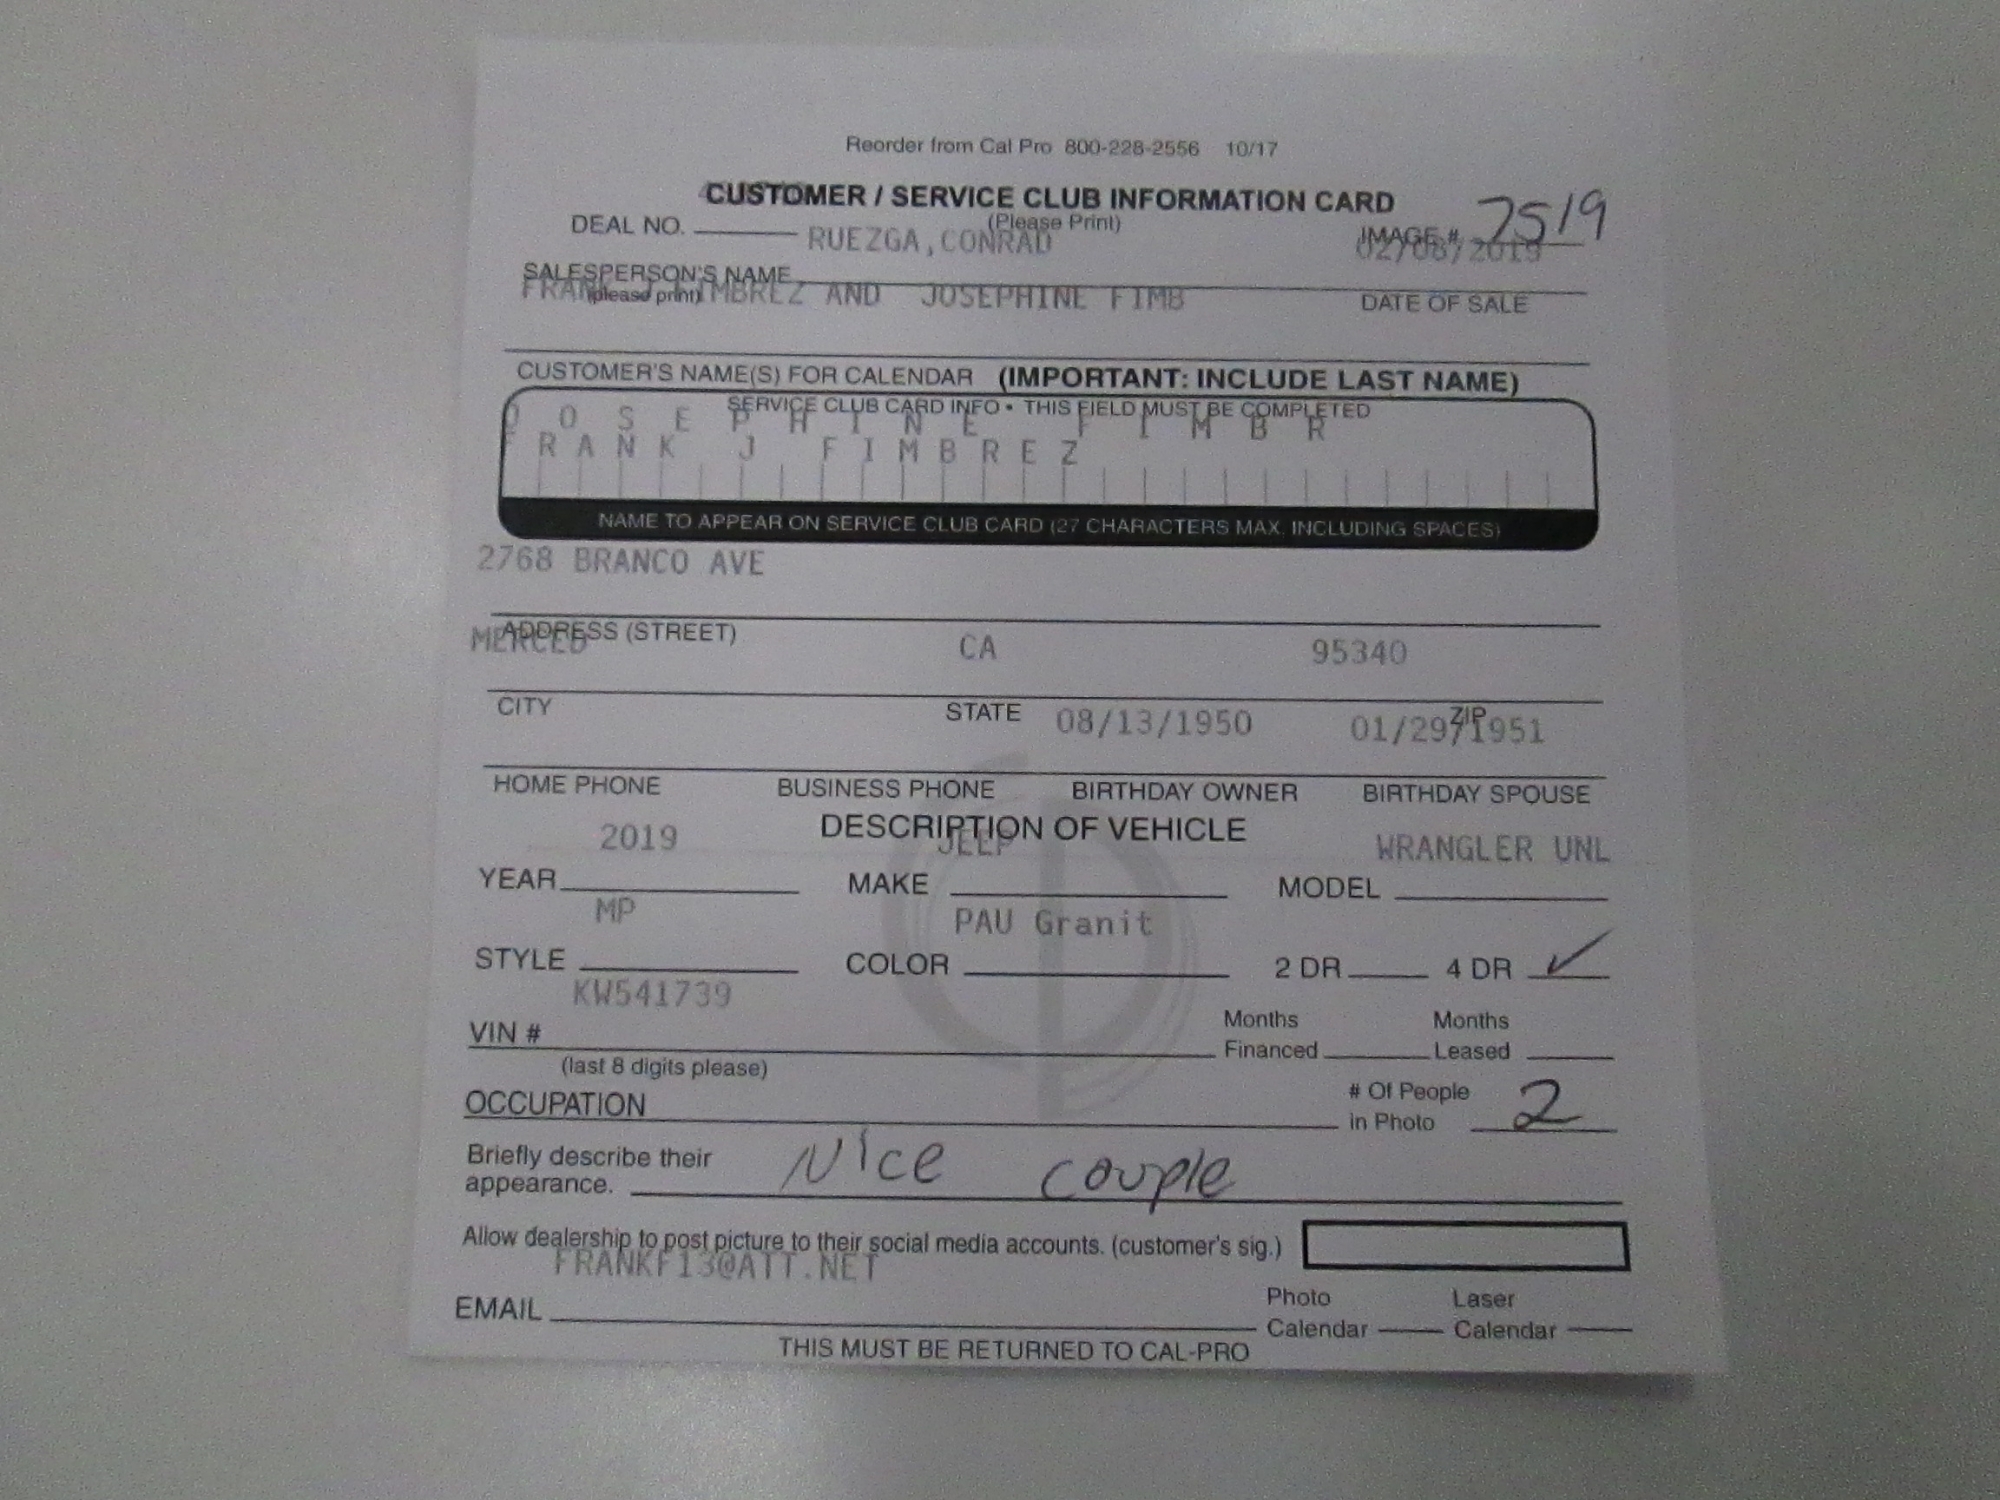 Reorder from Cal Pro 800-228-2556 10/17
CUSTOMER / SERVICE CLUB INFORMATION CARD
(Please Print)
DEAL NO. RUEZGA,CONRAD IMAGE # 7519
02/08/2019
SALESPERSON'S NAME
(please print)
DATE OF SALE
FRANK J FIMBREZ AND JOSEPHINE FIMB
CUSTOMER'S NAME(S) FOR CALENDAR (IMPORTANT: INCLUDE LAST NAME)
SERVICE CLUB CARD INFO • THIS FIELD MUST BE COMPLETED
J O S E P H I N E F I M B R
F R A N K J F I M B R E Z
NAME TO APPEAR ON SERVICE CLUB CARD (27 CHARACTERS MAX. INCLUDING SPACES)
2768 BRANCO AVE
ADDRESS (STREET)
MERCED CA 95340
CITY STATE ZIP
08/13/1950 01/29/1951
HOME PHONE BUSINESS PHONE BIRTHDAY OWNER BIRTHDAY SPOUSE
DESCRIPTION OF VEHICLE
2019 JEEP WRANGLER UNL
YEAR MAKE MODEL
MP PAU Granit
STYLE COLOR 2 DR 4 DR ✓
KW541739
VIN # Months Financed Months Leased
(last 8 digits please)
OCCUPATION # Of People in Photo 2
Briefly describe their appearance. Nice couple
Allow dealership to post picture to their social media accounts. (customer's sig.)
FRANKF13@ATT.NET
EMAIL Photo Calendar Laser Calendar
THIS MUST BE RETURNED TO CAL-PRO